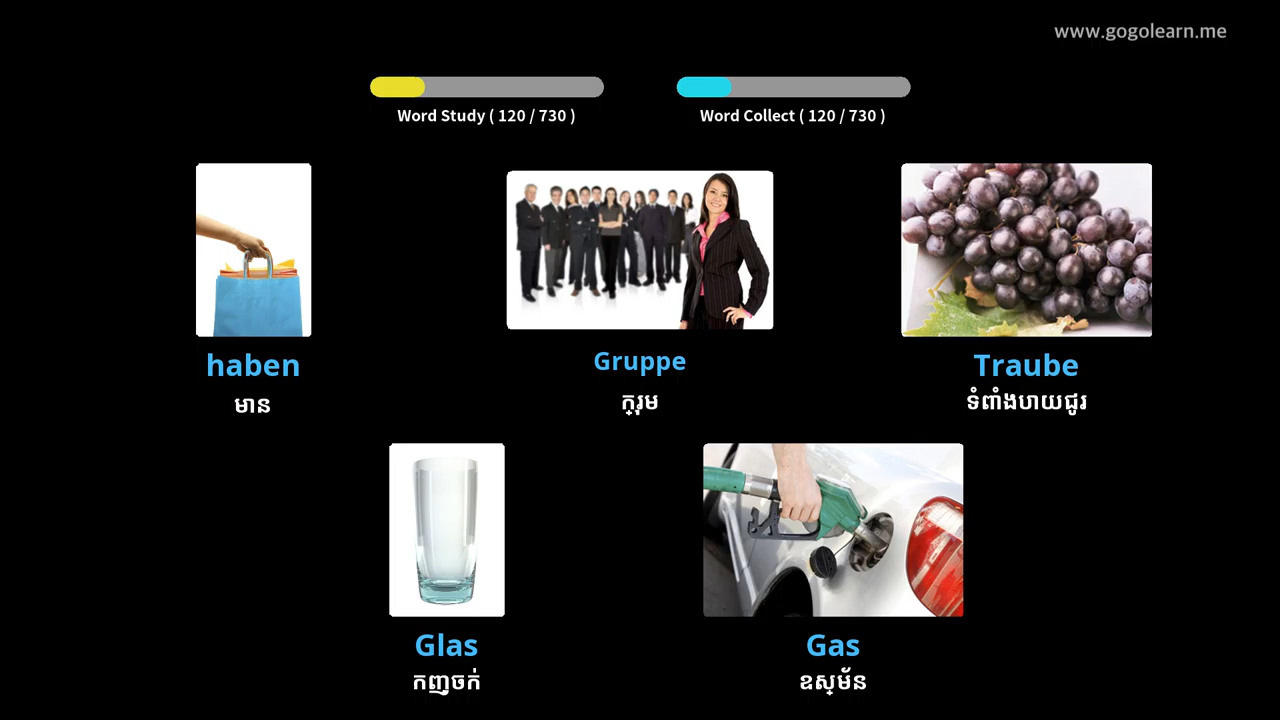 www.gogolearn.me
Word Study ( 120 / 730 )
Word Collect ( 120 / 730 )
haben
មាន
Gruppe
ក្រុម
Traube
ទំពាំងបាយជូរ
Glas
កញ្ចក់
Gas
ឧស្ម័ន